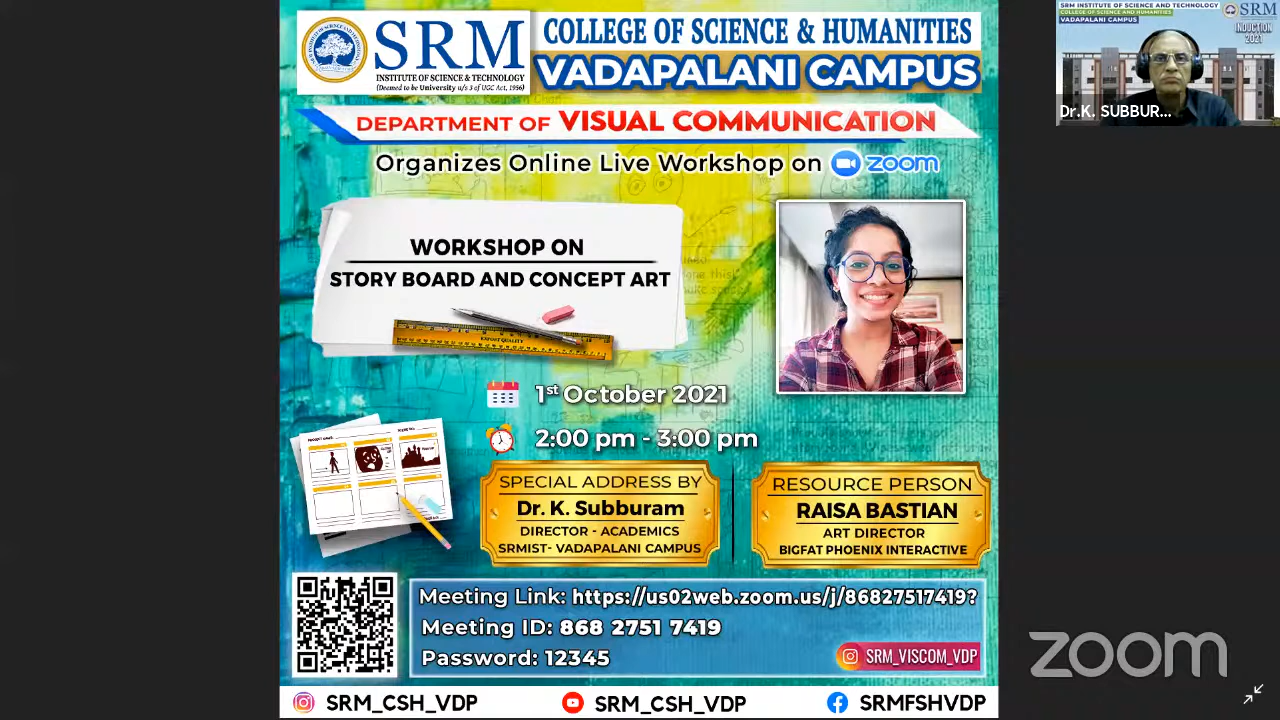 SRM
INSTITUTE OF SCIENCE & TECHNOLOGY
(Deemed to be University u/s 3 of UGC Act, 1956)
COLLEGE OF SCIENCE & HUMANITIES
VADAPALANI CAMPUS
DEPARTMENT OF VISUAL COMMUNICATION
Organizes Online Live Workshop on zoom
WORKSHOP ON
STORY BOARD AND CONCEPT ART
EXPORT QUALITY
1st October 2021
2:00 pm - 3:00 pm
SPECIAL ADDRESS BY
Dr. K. Subburam
DIRECTOR - ACADEMICS
SRMIST- VADAPALANI CAMPUS
RESOURCE PERSON
RAISA BASTIAN
ART DIRECTOR
BIGFAT PHOENIX INTERACTIVE
Meeting Link: https://us02web.zoom.us/j/86827517419?
Meeting ID: 868 2751 7419
Password: 12345
SRM_VISCOM_VDP
SRM_CSH_VDP
SRM_CSH_VDP
SRMFSHVDP
SRM INSTITUTE OF SCIENCE AND TECHNOLOGY
COLLEGE OF SCIENCE AND HUMANITIES
VADAPALANI CAMPUS
SRM
INDUCTION
2021
Dr.K. SUBBUR...
zoom